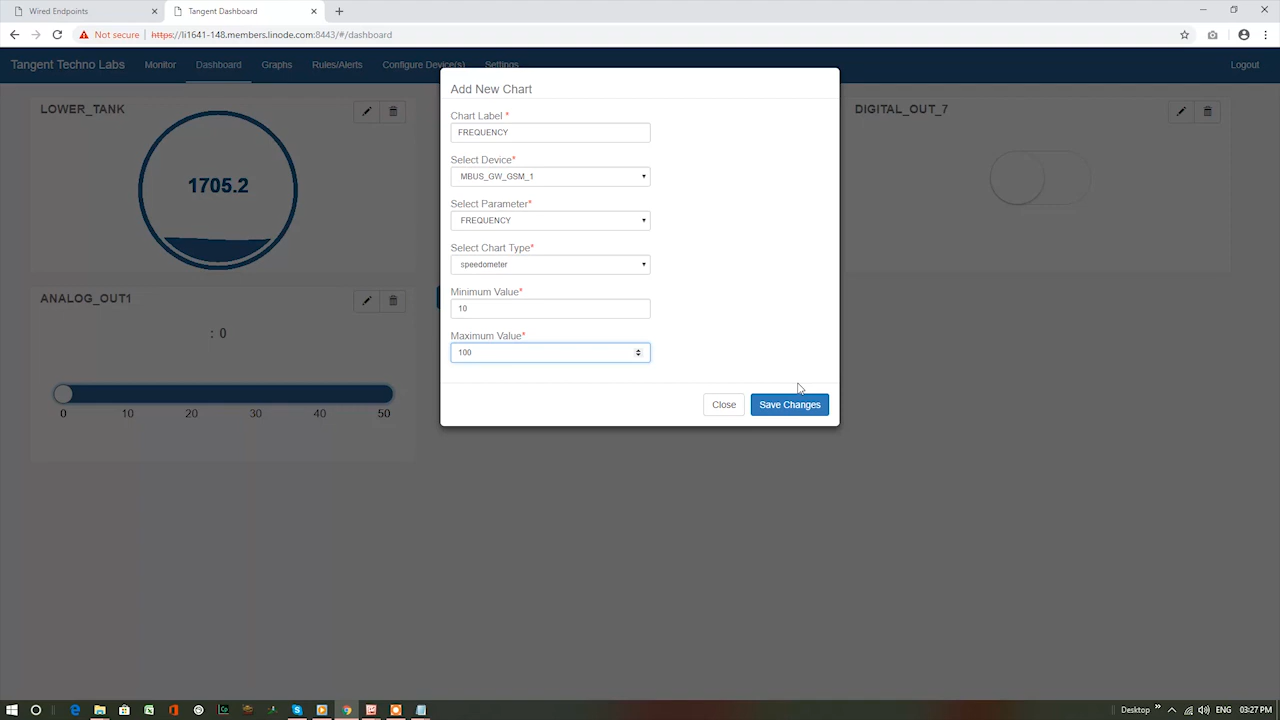 Wired Endpoints
Tangent Dashboard
Not secure https://li1641-148.members.linode.com:8443/#/dashboard
Tangent Techno Labs Monitor Dashboard Graphs Rules/Alerts Configure Device(s) Settings Logout
LOWER_TANK
1705.2
DIGITAL_OUT_7
ANALOG_OUT1
: 0
0 10 20 30 40 50
Add New Chart
Chart Label *
FREQUENCY
Select Device*
MBUS_GW_GSM_1
Select Parameter*
FREQUENCY
Select Chart Type*
speedometer
Minimum Value*
10
Maximum Value*
100
Close Save Changes
Desktop ENG 03:27 PM